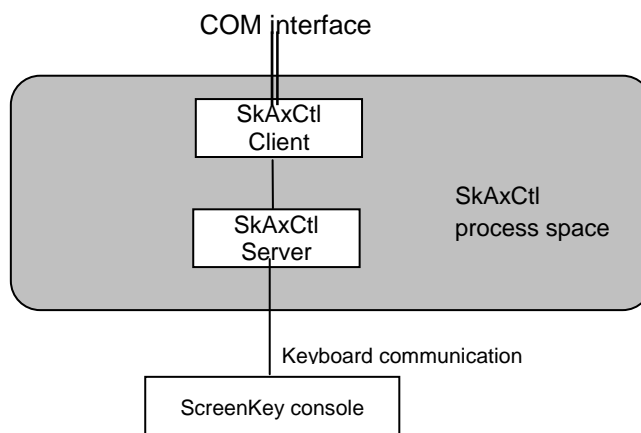 COM interface
SkAxCtl
Client
SkAxCtl
process space
SkAxCtl
Server
Keyboard communication
ScreenKey console